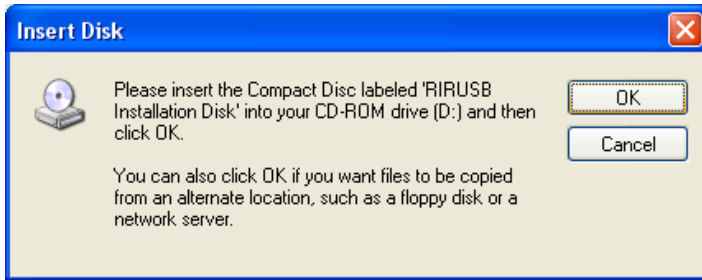 Insert Disk
Please insert the Compact Disc labeled 'RIRUSB
Installation Disk' into your CD-ROM drive (D:) and then
click OK.
You can also click OK if you want files to be copied
from an alternate location, such as a floppy disk or a
network server.
OK
Cancel